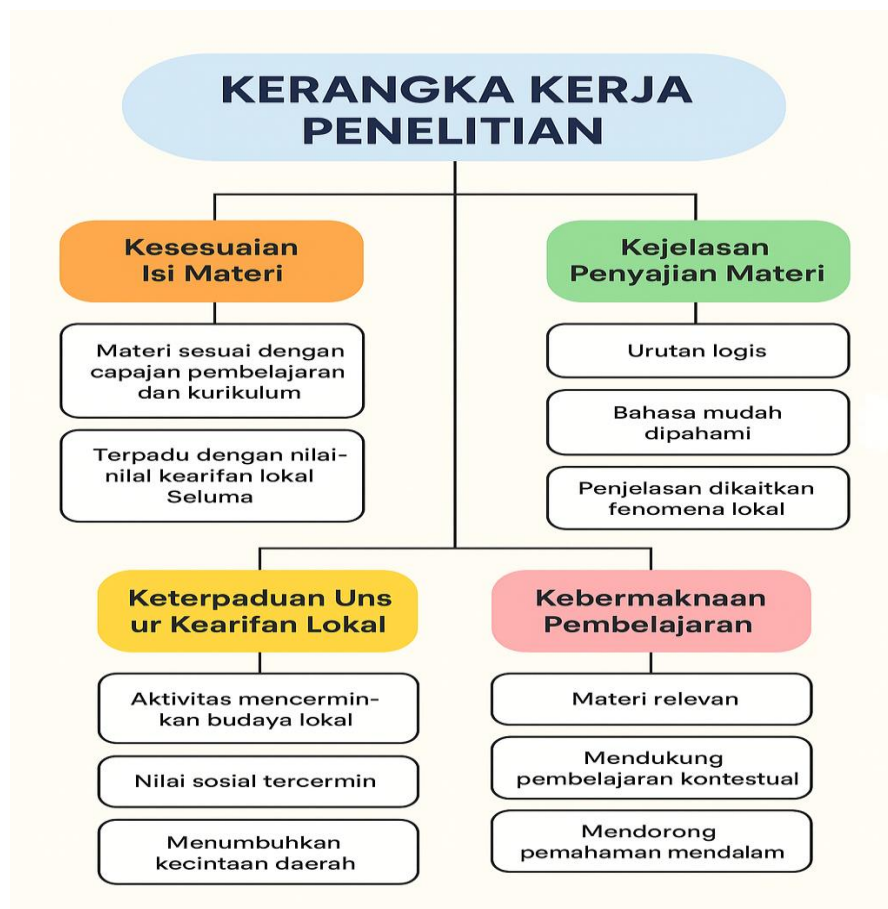 KERANGKA KERJA
PENELITIAN
Kesesuaian
Isi Materi
Materi sesuai dengan
capajan pembelajaran
dan kurikulum
Terpadu dengan nilai-
nilal kearifan lokal
Seluma
Kejelasan
Penyajian Materi
Urutan logis
Bahasa mudah
dipahami
Penjelasan dikaitkan
fenomena lokal
Keterpaduan Uns
ur Kearifan Lokal
Aktivitas mencermin-
kan budaya lokal
Nilai sosial tercermin
Menumbuhkan
kecintaan daerah
Kebermaknaan
Pembelajaran
Materi relevan
Mendukung
pembelajaran kontestual
Mendorong
pemahaman mendalam